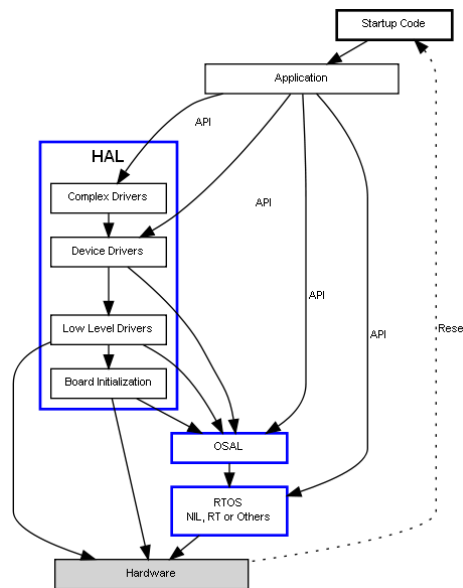 Startup Code
Application
API
HAL
Complex Drivers
API
Device Drivers
API
Low Level Drivers
API
Rese
Board Initialization
OSAL
RTOS
NIL, RT or Others
Hardware